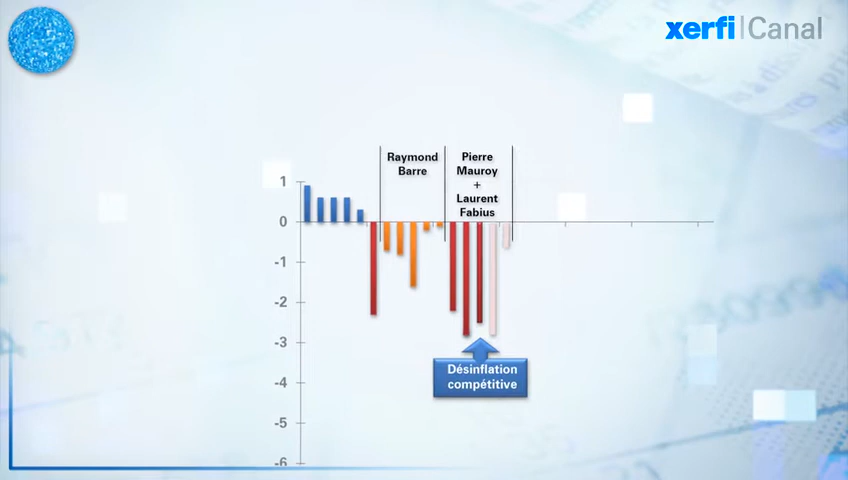 xerfi Canal
Raymond
Barre
Pierre
Mauroy
+
Laurent
Fabius
1
0
-1
-2
-3
-4
-5
-6
Désinflation
compétitive